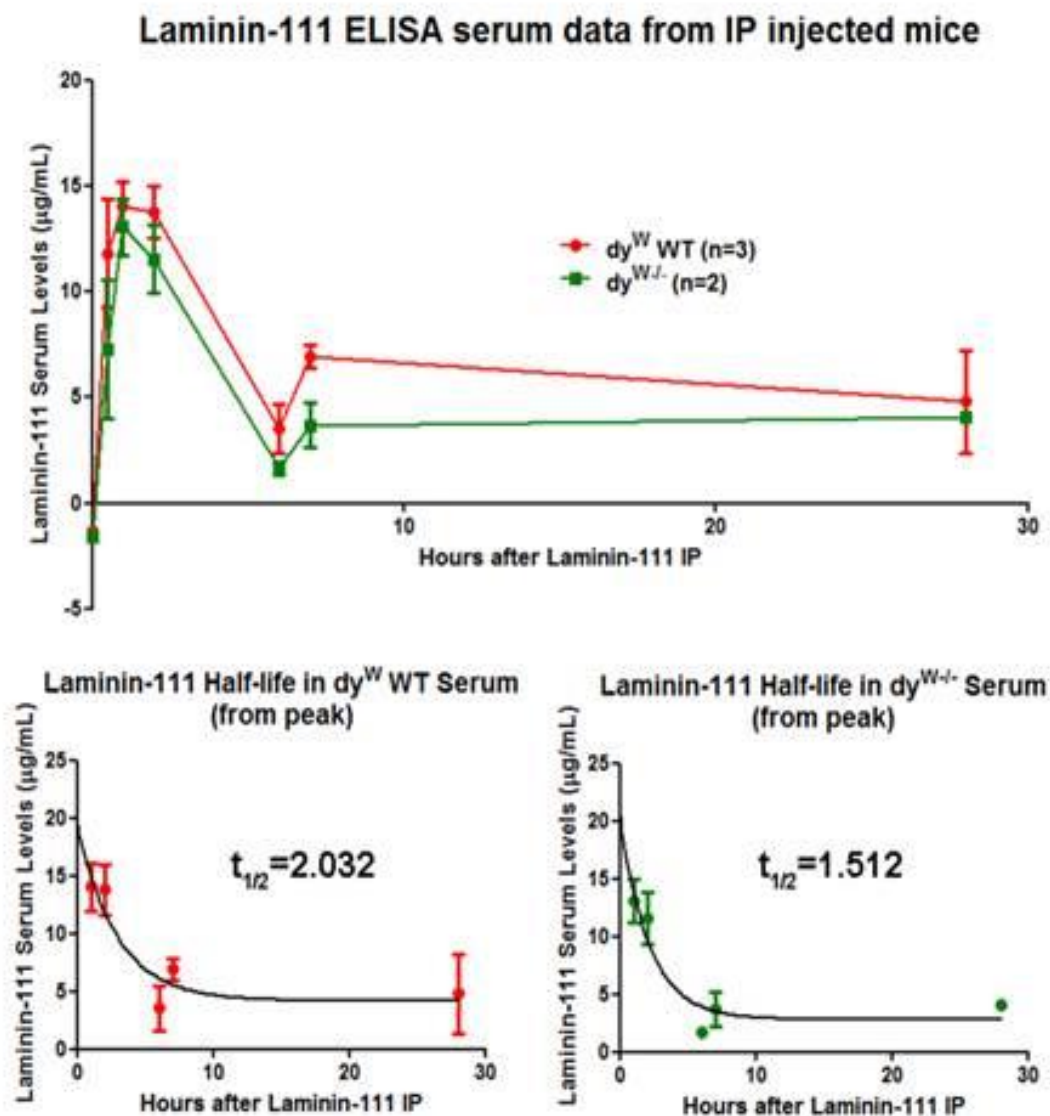 Laminin-111 ELISA serum data from IP injected mice
Laminin-111 Serum Levels (µg/mL)
20
15
10
5
0
-5
dy^W WT (n=3)
dy^W-/- (n=2)
10
20
30
Hours after Laminin-111 IP
Laminin-111 Half-life in dy^W WT Serum
(from peak)
Laminin-111 Serum Levels (µg/mL)
25
20
15
10
5
0
t1/2=2.032
0
10
20
30
Hours after Laminin-111 IP
Laminin-111 Half-life in dy^W-/- Serum
(from peak)
Laminin-111 Serum Levels (µg/mL)
25
20
15
10
5
0
t1/2=1.512
0
10
20
30
Hours after Laminin-111 IP